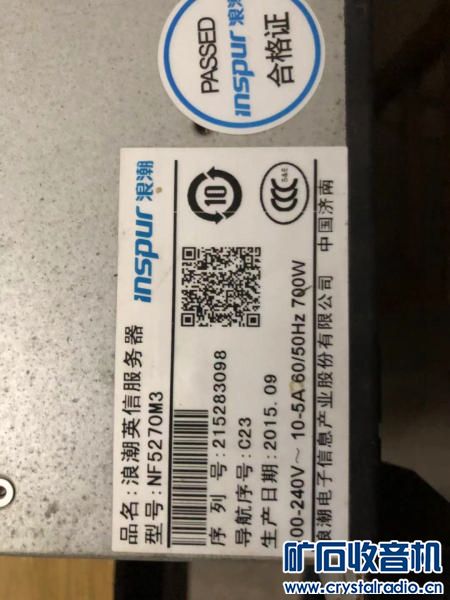 PASSED
inspur 浪潮
合格证
inspur 浪潮
10
CCC
S&E
品名:浪潮英信服务器
型号:NF5270M3
序列号:215283098
导航序号:C23
生产日期:2015.09
00-240V~ 10-5A 60/50Hz 700W
浪潮电子信息产业股份有限公司 中国济南
矿石收音机
www.crystalradio.cn